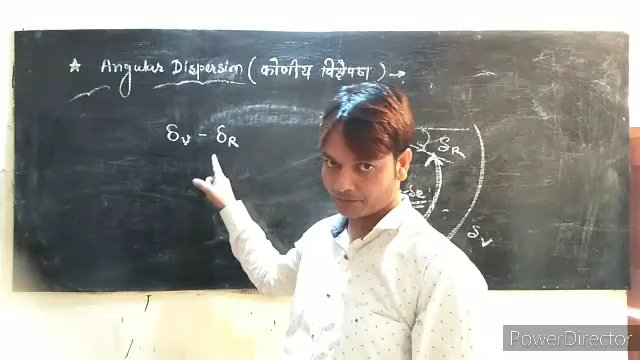 ★ Angular Dispersion (कोणीय विक्षेपण) →
δV - δR
δR
δV
PowerDirector